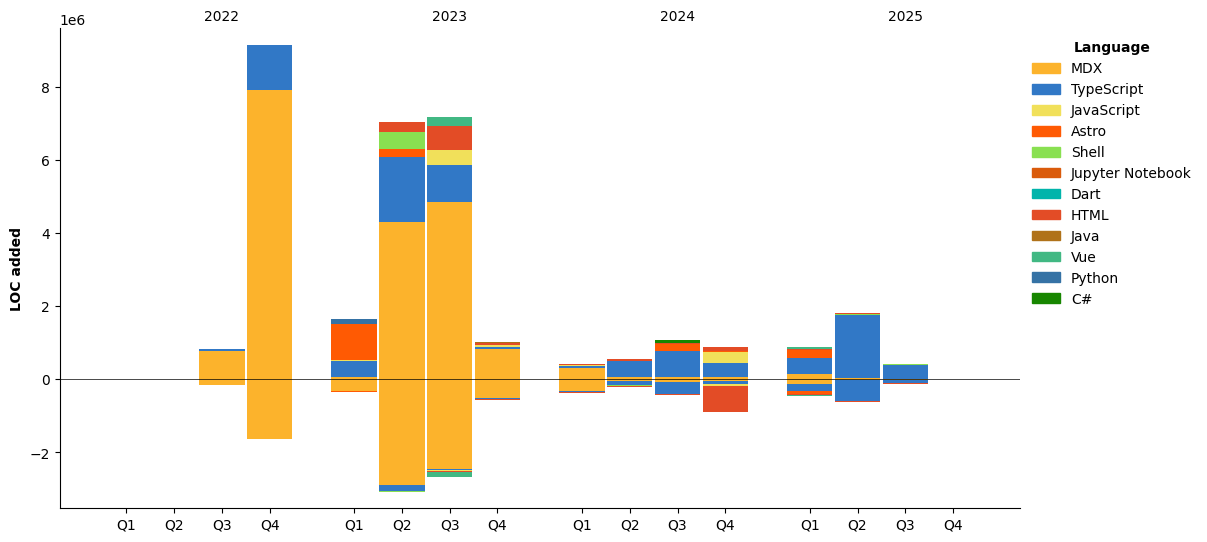 1e6
2022 2023 2024 2025
8
6
4
2
0
−2
LOC added
Q1 Q2 Q3 Q4 Q1 Q2 Q3 Q4 Q1 Q2 Q3 Q4 Q1 Q2 Q3 Q4
Language
MDX
TypeScript
JavaScript
Astro
Shell
Jupyter Notebook
Dart
HTML
Java
Vue
Python
C#